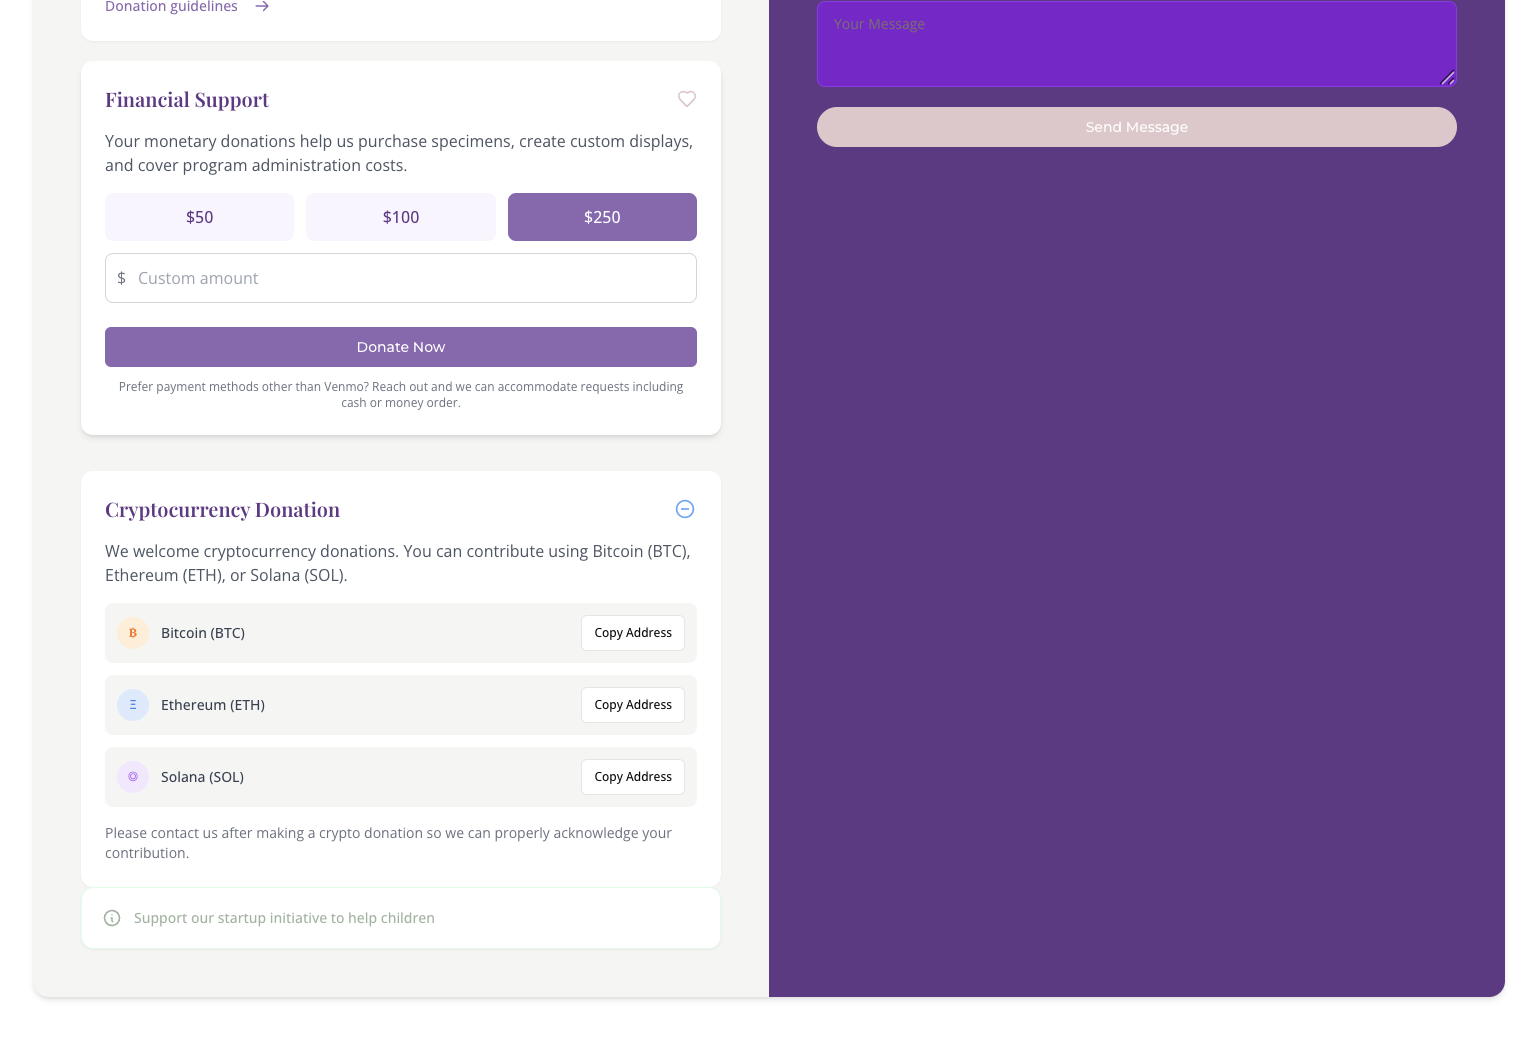 Donation guidelines
Financial Support
Your monetary donations help us purchase specimens, create custom displays,
and cover program administration costs.
$50
$100
$250
$ Custom amount
Donate Now
Prefer payment methods other than Venmo? Reach out and we can accommodate requests including
cash or money order.
Cryptocurrency Donation
We welcome cryptocurrency donations. You can contribute using Bitcoin (BTC),
Ethereum (ETH), or Solana (SOL).
Bitcoin (BTC)
Copy Address
Ethereum (ETH)
Copy Address
Solana (SOL)
Copy Address
Please contact us after making a crypto donation so we can properly acknowledge your
contribution.
Support our startup initiative to help children
Your Message
Send Message